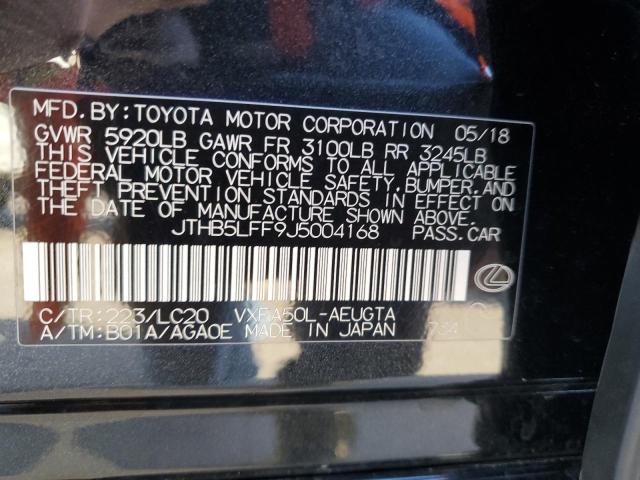 MFD. BY: TOYOTA MOTOR CORPORATION 05/18
GVWR 5920LB GAWR FR 3100LB RR 3245LB
THIS VEHICLE CONFORMS TO ALL APPLICABLE
FEDERAL MOTOR VEHICLE SAFETY, BUMPER, AND
THEFT PREVENTION STANDARDS IN EFFECT ON
THE DATE OF MANUFACTURE SHOWN ABOVE.
JTHB5LFF9J5004168 PASS. CAR
C/TR: 223/LC20 VXFA50L-AEUGTA
A/TM: B01A/AGA0E MADE IN JAPAN 734